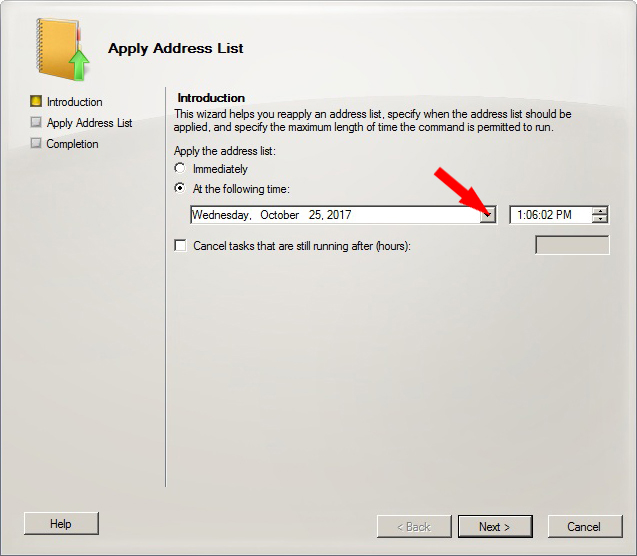 Apply Address List
Introduction
Apply Address List
Completion
Introduction
This wizard helps you reapply an address list, specify when the address list should be
applied, and specify the maximum length of time the command is permitted to run.
Apply the address list:
Immediately
At the following time:
Wednesday, October 25, 2017 1:06:02 PM
Cancel tasks that are still running after (hours):
Help < Back Next > Cancel